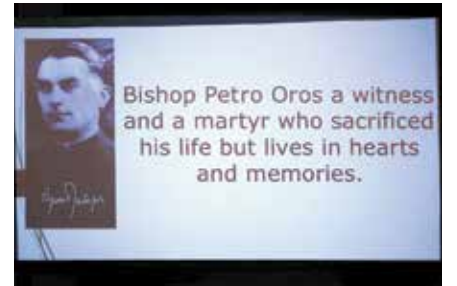 Bishop Petro Oros a witness
and a martyr who sacrificed
his life but lives in hearts
and memories.